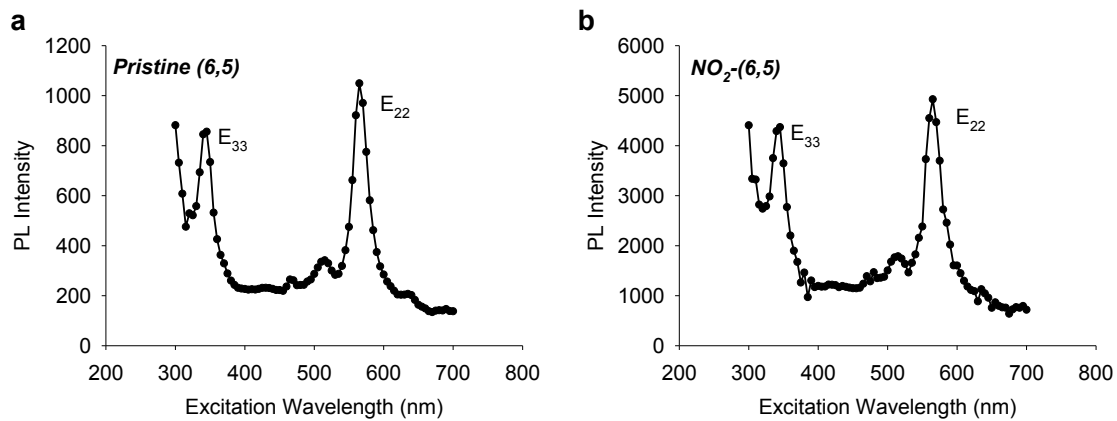 a
1200
1000
800
600
400
200
0
200 300 400 500 600 700 800
PL Intensity
Excitation Wavelength (nm)
Pristine (6,5)
E33
E22
b
6000
5000
4000
3000
2000
1000
0
200 300 400 500 600 700 800
PL Intensity
Excitation Wavelength (nm)
NO2-(6,5)
E33
E22